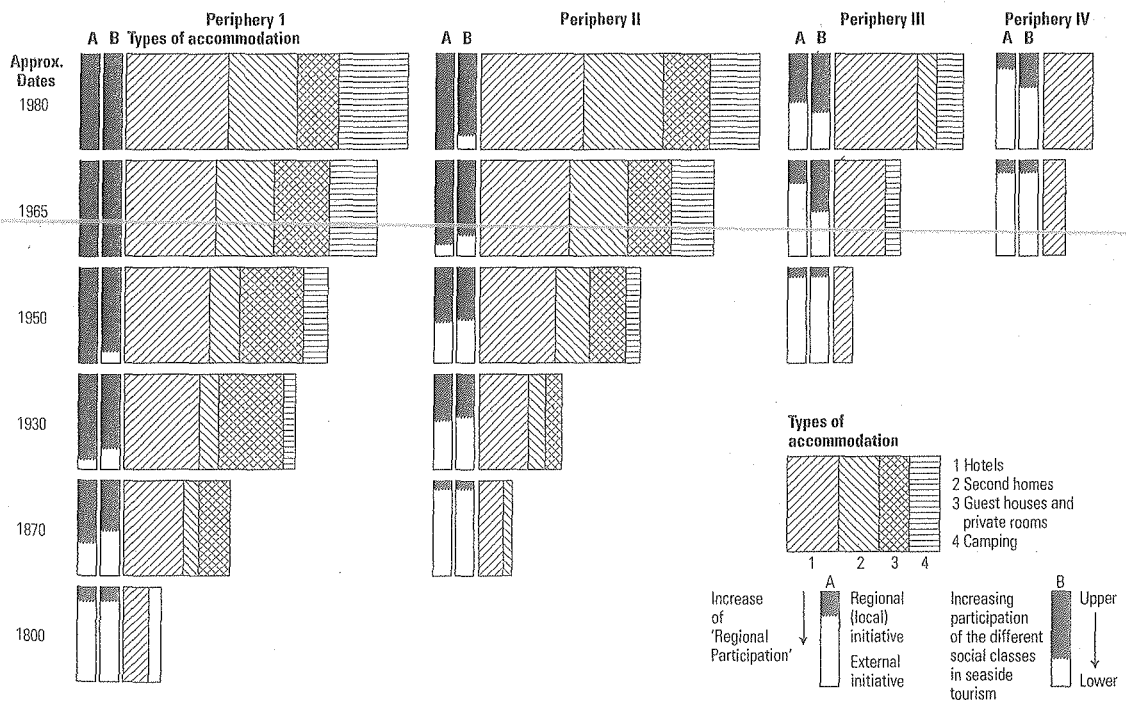 Periphery 1
Periphery II
Periphery III
Periphery IV
A B Types of accommodation
A B
A B
A B
Approx.
Dates
1980
1965
1950
1930
1870
1800
Types of
accommodation
1 Hotels
2 Second homes
3 Guest houses and
private rooms
4 Camping
1 2 3 4
Increase
of
'Regional
Participation'
A
Regional
(local)
initiative
External
initiative
Increasing
participation
of the different
social classes
in seaside
tourism
B
Upper
Lower